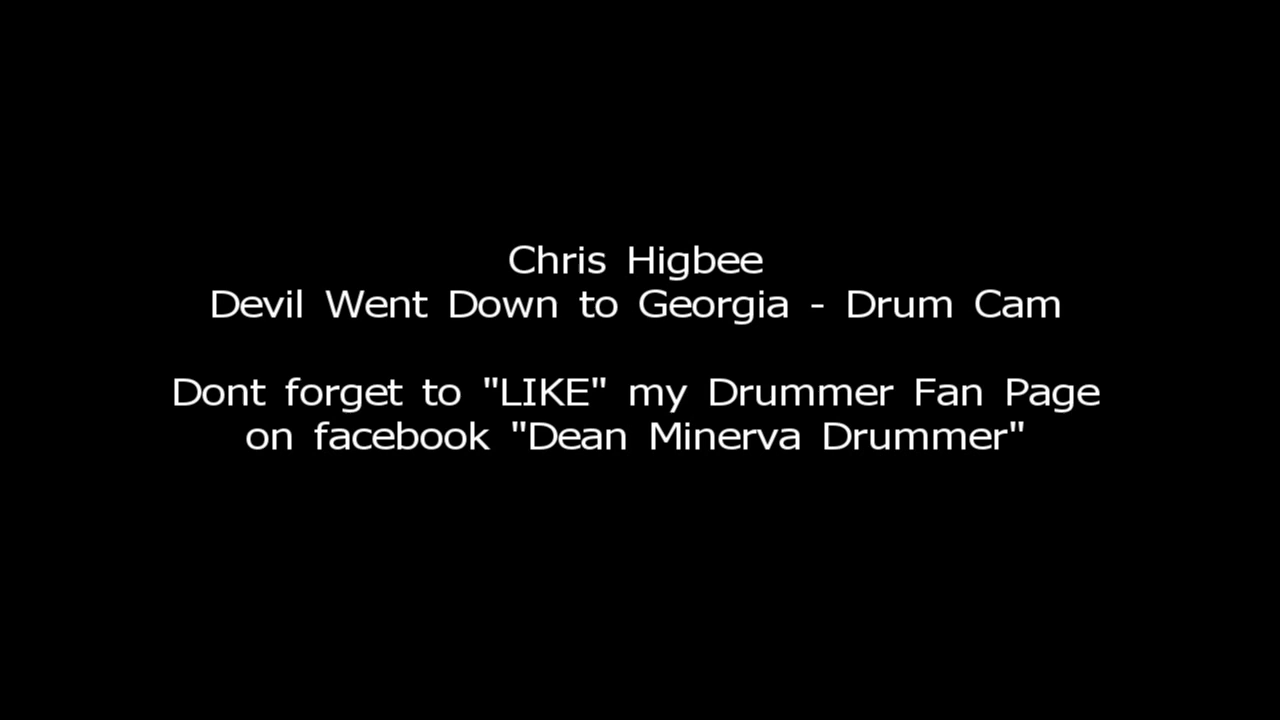 Chris Higbee
Devil Went Down to Georgia - Drum Cam
Dont forget to "LIKE" my Drummer Fan Page
on facebook "Dean Minerva Drummer"